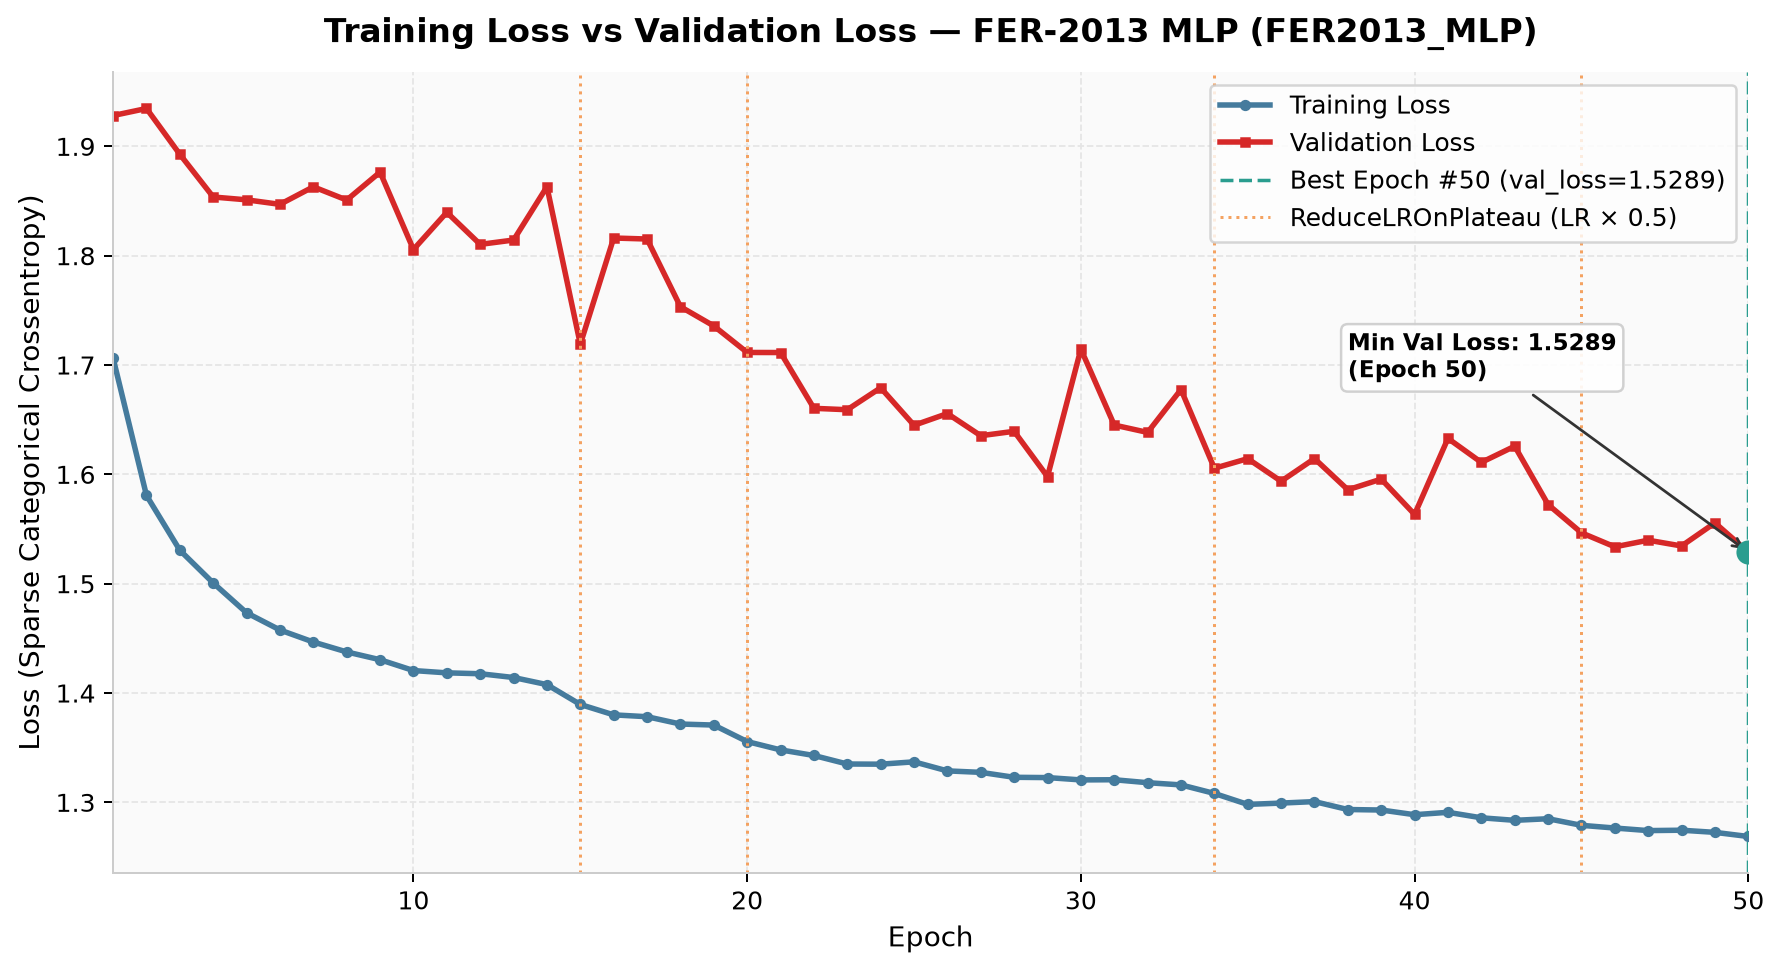 Training Loss vs Validation Loss — FER-2013 MLP (FER2013_MLP)
Training Loss
Validation Loss
Best Epoch #50 (val_loss=1.5289)
ReduceLROnPlateau (LR × 0.5)
Min Val Loss: 1.5289
(Epoch 50)
Loss (Sparse Categorical Crossentropy)
1.9
1.8
1.7
1.6
1.5
1.4
1.3
10
20
30
40
50
Epoch